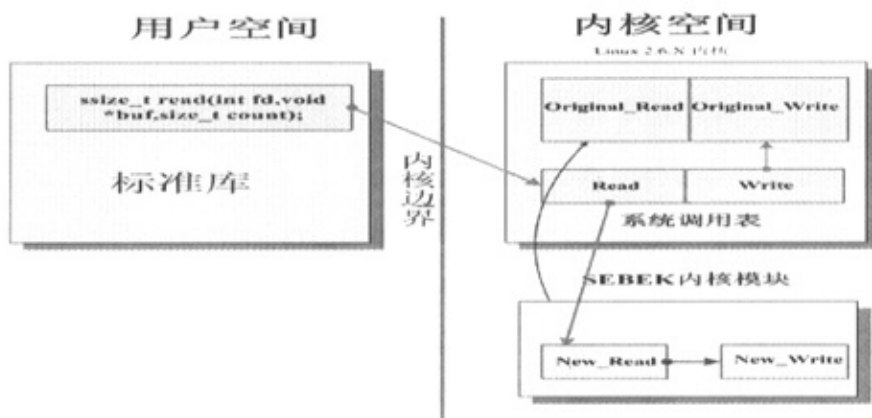 用户空间
内核空间
Linux 2.6.X 内核
ssize_t read(int fd,void
*buf,size_t count);
标准库
内核边界
Original_Read
Original_Write
Read
Write
系统调用表
SEBEK内核模块
New_Read
New_Write